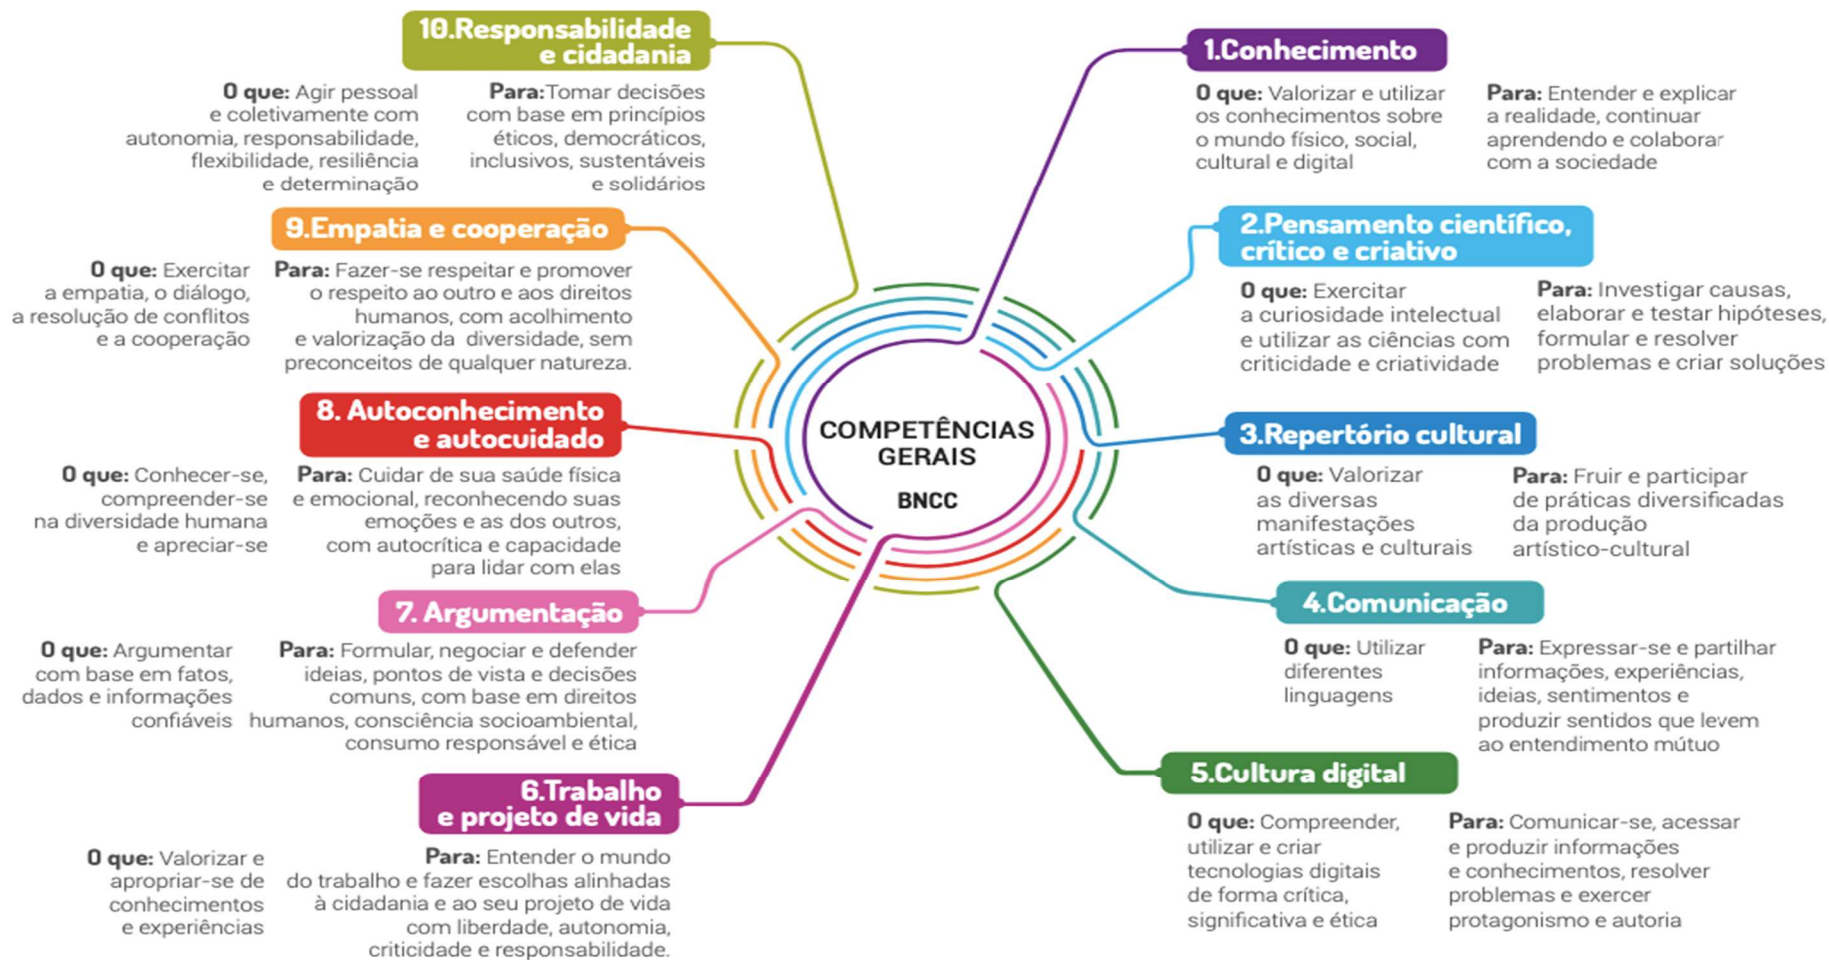 10.Responsabilidade
e cidadania
O que: Agir pessoal
e coletivamente com
autonomia, responsabilidade,
flexibilidade, resiliência
e determinação
Para:Tomar decisões
com base em princípios
éticos, democráticos,
inclusivos, sustentáveis
e solidários
9.Empatia e cooperação
O que: Exercitar
a empatia, o diálogo,
a resolução de conflitos
e a cooperação
Para: Fazer-se respeitar e promover
o respeito ao outro e aos direitos
humanos, com acolhimento
e valorização da diversidade, sem
preconceitos de qualquer natureza.
8. Autoconhecimento
e autocuidado
O que: Conhecer-se,
compreender-se
na diversidade humana
e apreciar-se
Para: Cuidar de sua saúde física
e emocional, reconhecendo suas
emoções e as dos outros,
com autocrítica e capacidade
para lidar com elas
7. Argumentação
O que: Argumentar
com base em fatos,
dados e informações
confiáveis
Para: Formular, negociar e defender
ideias, pontos de vista e decisões
comuns, com base em direitos
humanos, consciência socioambiental,
consumo responsável e ética
6.Trabalho
e projeto de vida
O que: Valorizar e
apropriar-se de
conhecimentos
e experiências
Para: Entender o mundo
do trabalho e fazer escolhas alinhadas
à cidadania e ao seu projeto de vida
com liberdade, autonomia,
criticidade e responsabilidade.
COMPETÊNCIAS
GERAIS
BNCC
1.Conhecimento
O que: Valorizar e utilizar
os conhecimentos sobre
o mundo físico, social,
cultural e digital
Para: Entender e explicar
a realidade, continuar
aprendendo e colaborar
com a sociedade
2.Pensamento científico,
crítico e criativo
O que: Exercitar
a curiosidade intelectual
e utilizar as ciências com
criticidade e criatividade
Para: Investigar causas,
elaborar e testar hipóteses,
formular e resolver
problemas e criar soluções
3.Repertório cultural
O que: Valorizar
as diversas
manifestações
artísticas e culturais
Para: Fruir e participar
de práticas diversificadas
da produção
artístico-cultural
4.Comunicação
O que: Utilizar
diferentes
linguagens
Para: Expressar-se e partilhar
informações, experiências,
ideias, sentimentos e
produzir sentidos que levem
ao entendimento mútuo
5.Cultura digital
O que: Compreender,
utilizar e criar
tecnologias digitais
de forma crítica,
significativa e ética
Para: Comunicar-se, acessar
e produzir informações
e conhecimentos, resolver
problemas e exercer
protagonismo e autoria